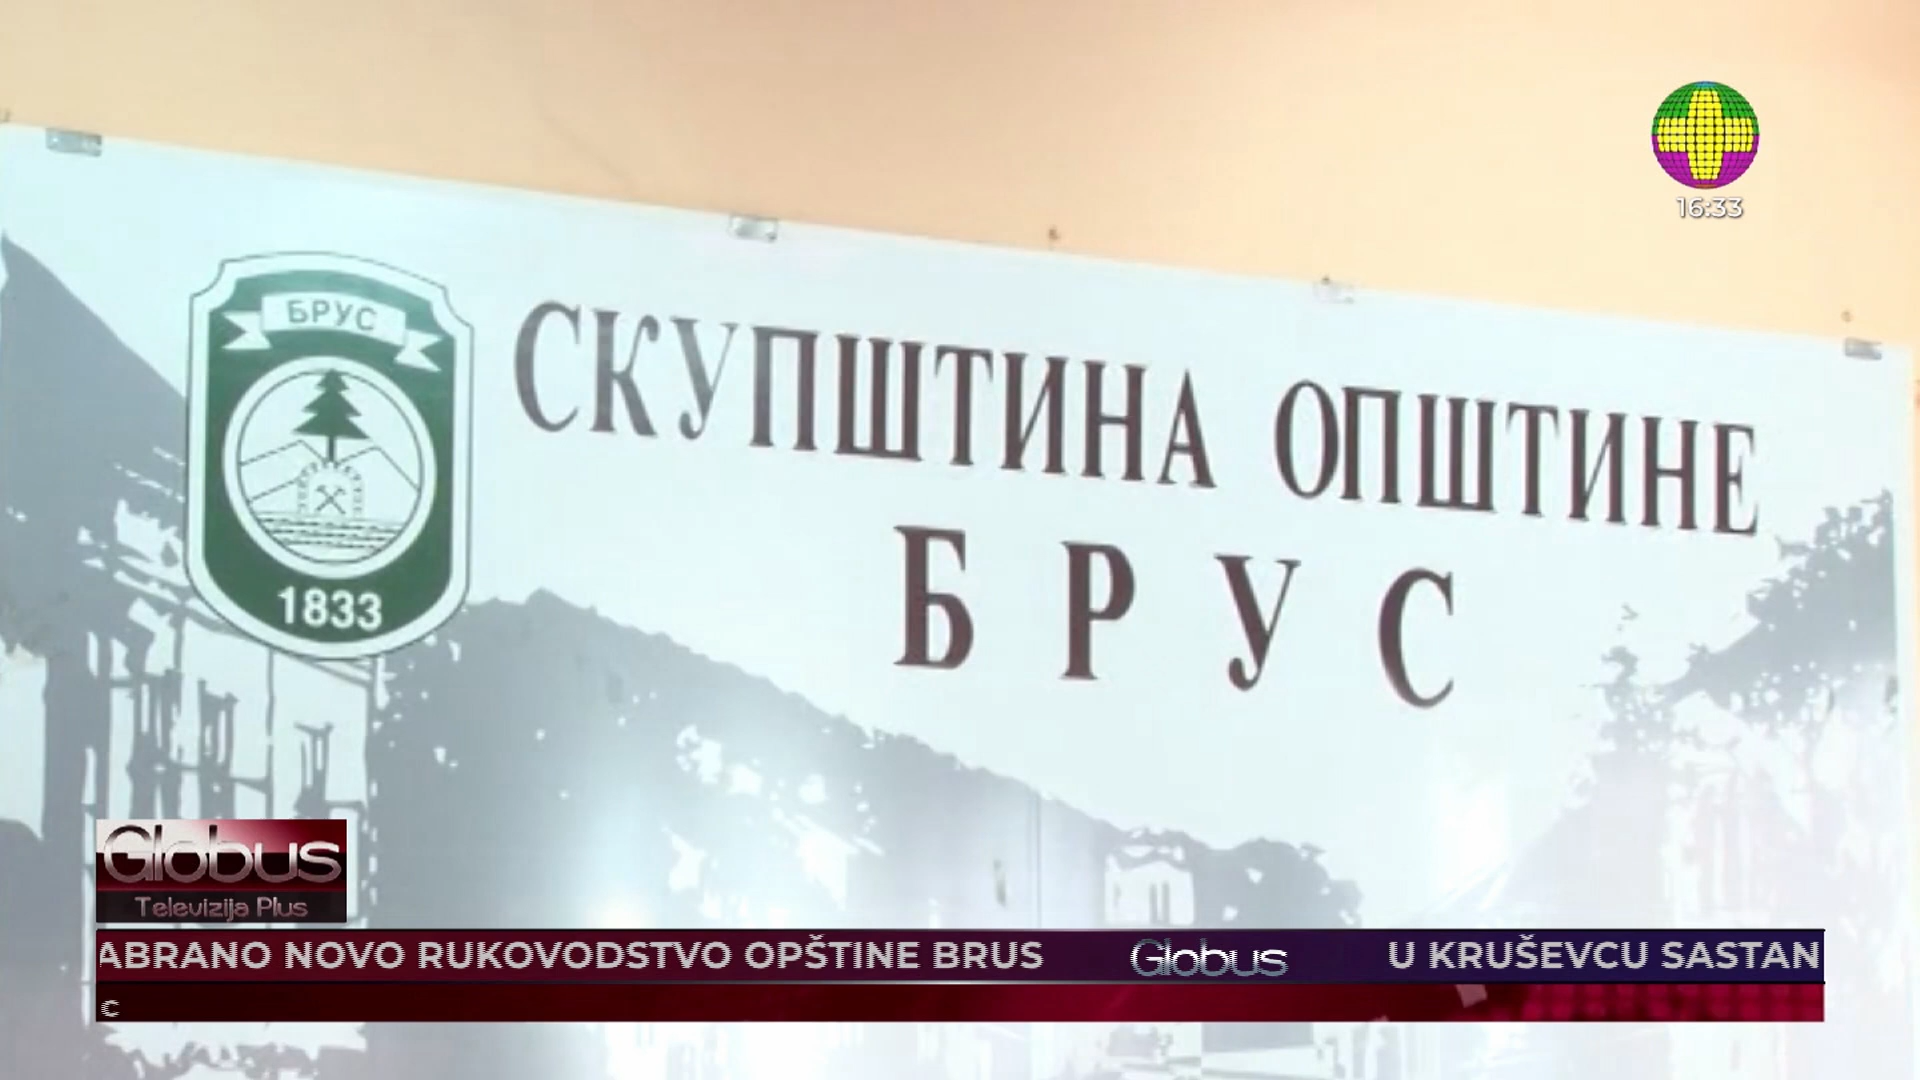 16:33
БРУС
1833
СКУПШТИНА ОПШТИНЕ
БРУС
Globus
Televizija Plus
ABRANO NOVO RUKOVODSTVO OPŠTINE BRUS Globus U KRUŠEVCU SASTAN